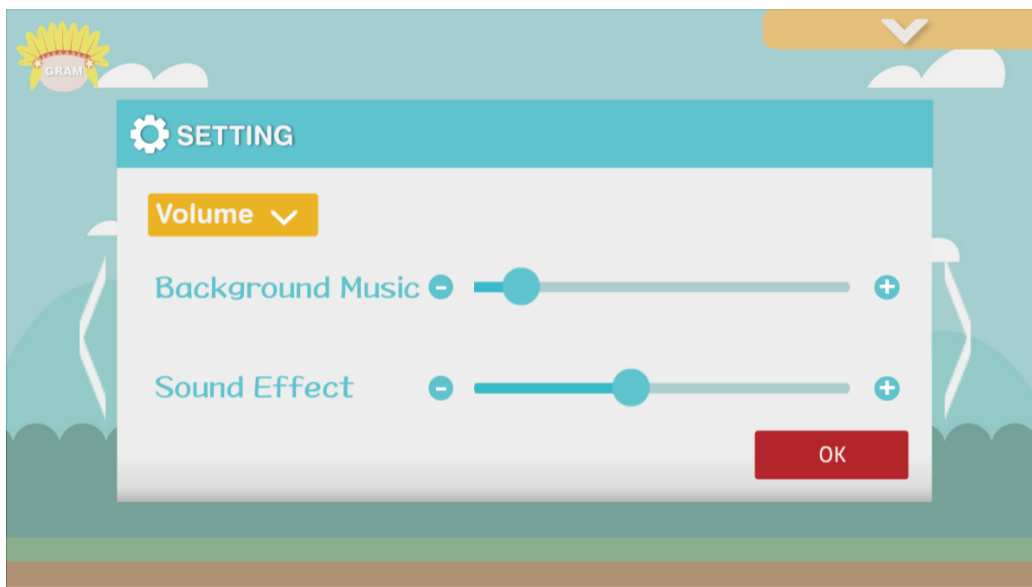 GRAM
SETTING
Volume
Background Music
Sound Effect
OK